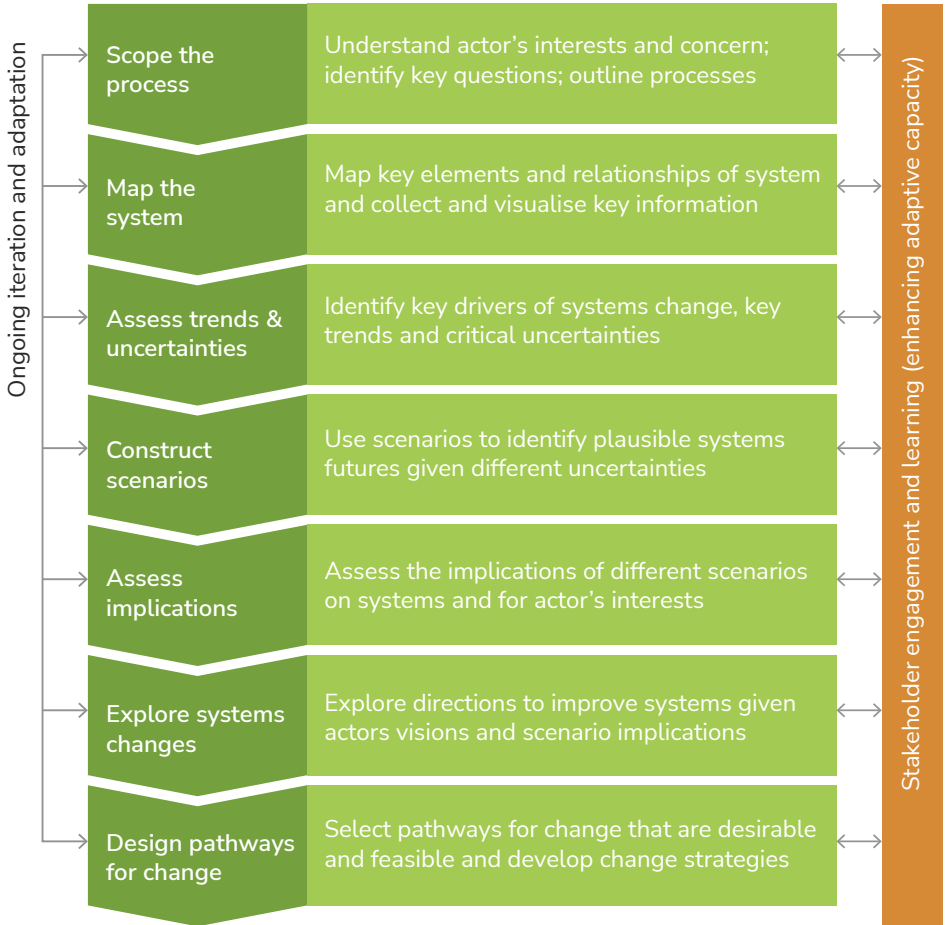 Ongoing iteration and adaptation
Scope the
process
Understand actor's interests and concern;
identify key questions; outline processes
Map the
system
Map key elements and relationships of system
and collect and visualise key information
Assess trends &
uncertainties
Identify key drivers of systems change, key
trends and critical uncertainties
Construct
scenarios
Use scenarios to identify plausible systems
futures given different uncertainties
Assess
implications
Assess the implications of different scenarios
on systems and for actor's interests
Explore systems
changes
Explore directions to improve systems given
actors visions and scenario implications
Design pathways
for change
Select pathways for change that are desirable
and feasible and develop change strategies
Stakeholder engagement and learning (enhancing adaptive capacity)